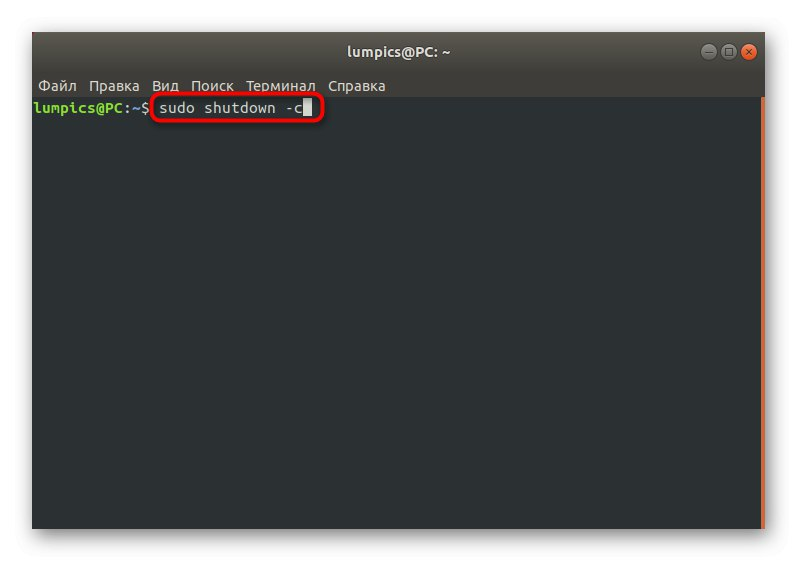 lumpics@PC: ~
Файл Правка Вид Поиск Терминал Справка
lumpics@PC:~$ sudo shutdown -c